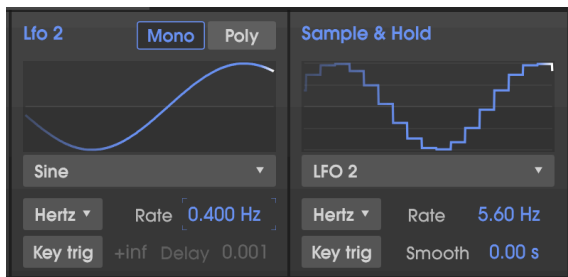 Lfo 2 Mono Poly
Sine
Hertz Rate 0.400 Hz
Key trig +inf Delay 0.001
Sample & Hold
LFO 2
Hertz Rate 5.60 Hz
Key trig Smooth 0.00 s